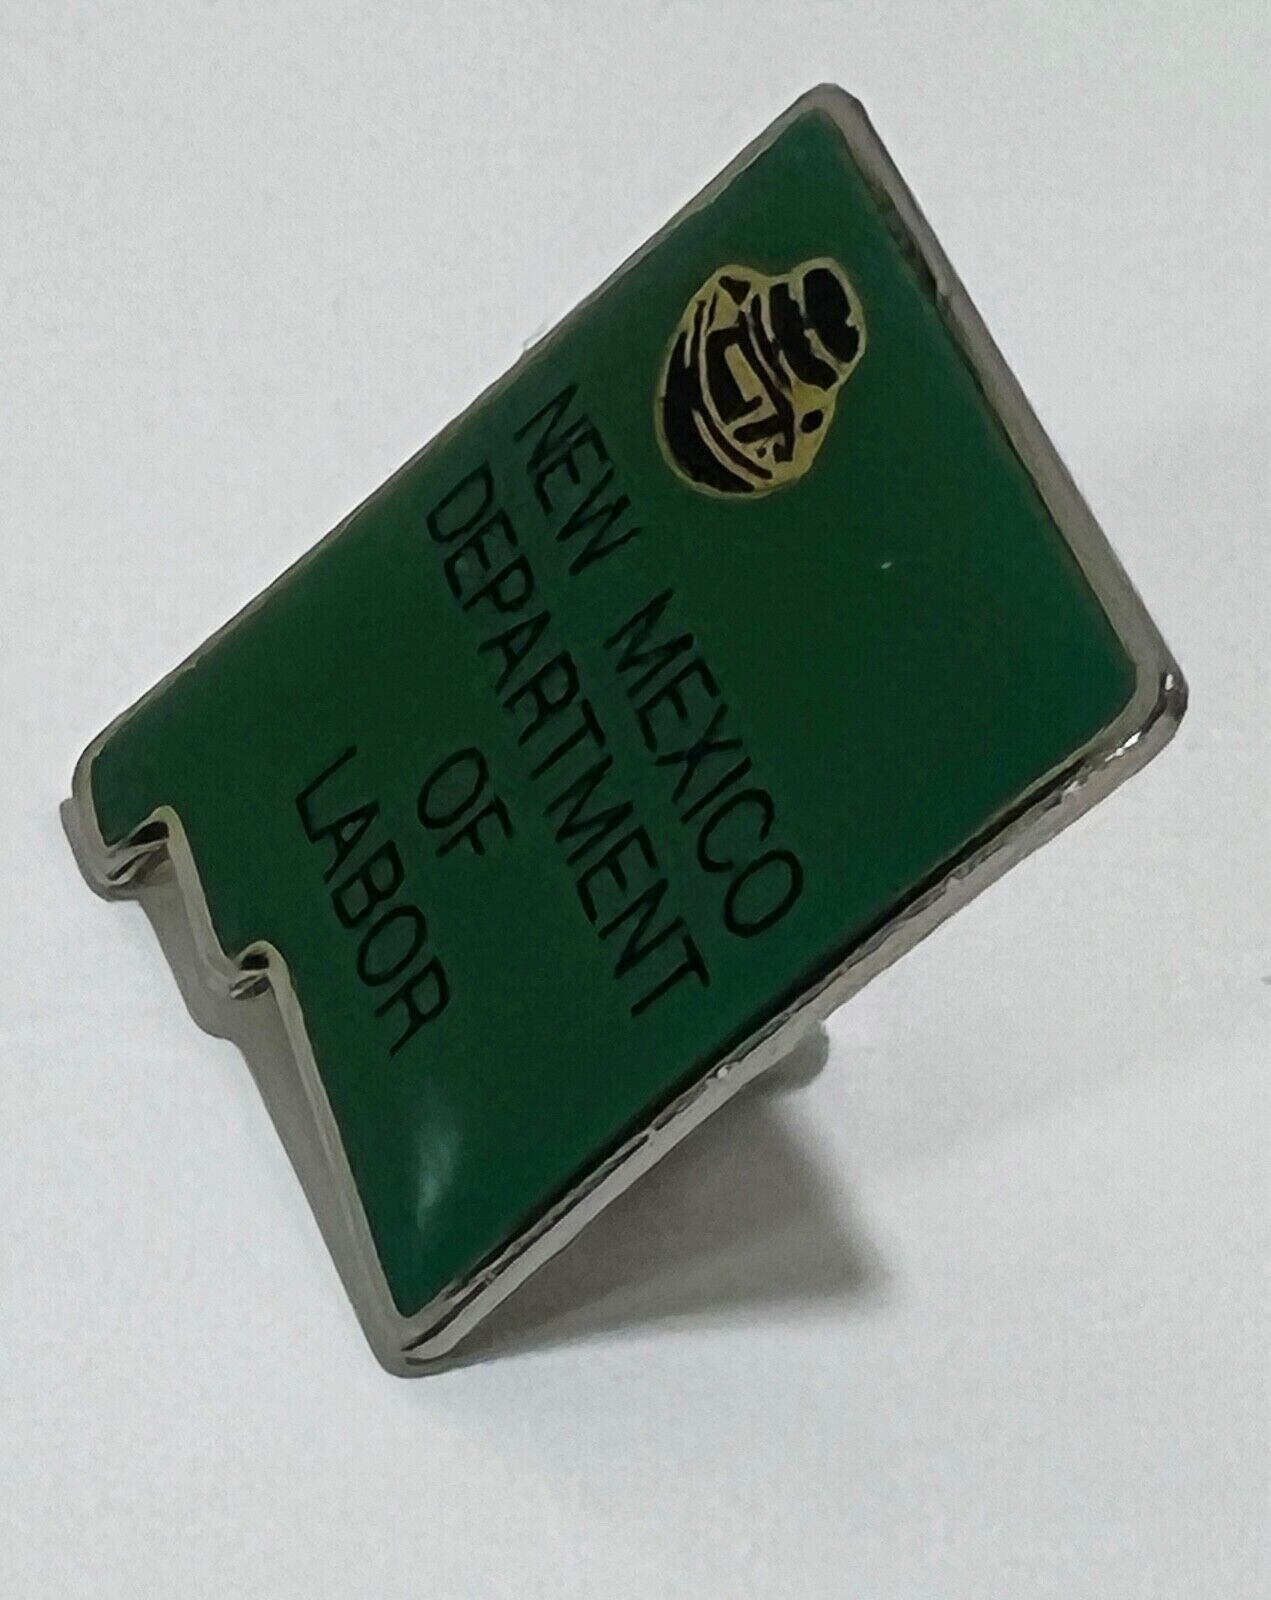 NEW MEXICO
DEPARTMENT
OF
LABOR